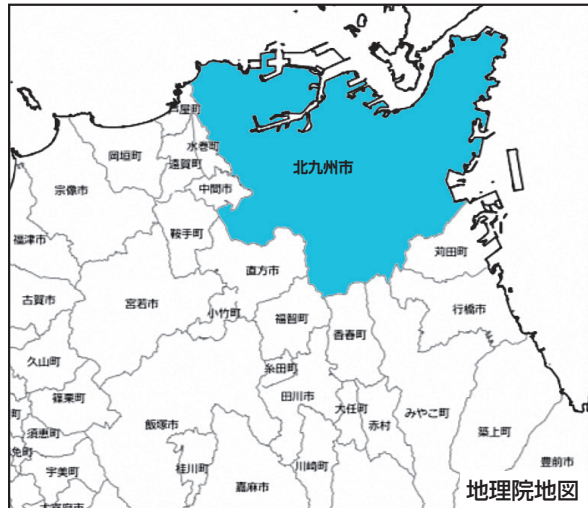 芦屋町
水巻町
岡垣町
遠賀町
北九州市
宗像市
中間市
鞍手町
福津市
苅田町
直方市
古賀市
宮若市
小竹町
福智町
香春町
行橋市
久山町
糸田町
篠栗町
田川市
大任町
赤村
みやこ町
須恵町
飯塚市
築上町
宇美町
桂川町
川崎町
豊前市
嘉麻市
地理院地図